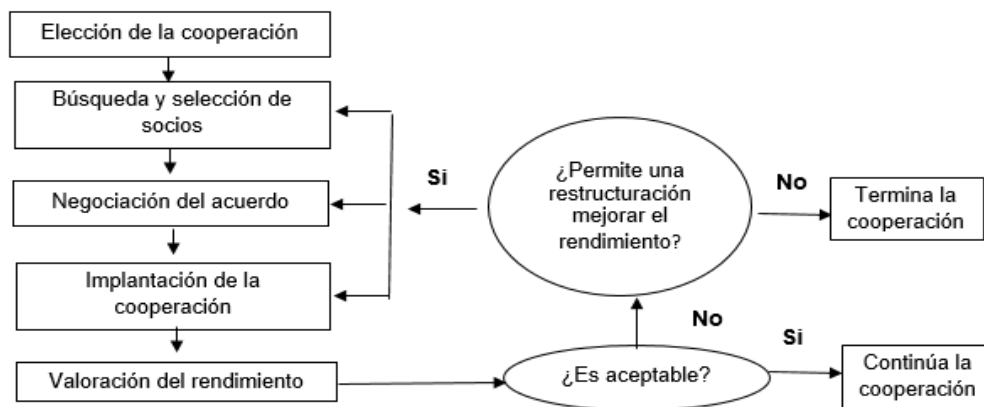 Elección de la cooperación
Búsqueda y selección de
socios
Negociación del acuerdo
Implantación de la
cooperación
Valoración del rendimiento
Si
¿Permite una
restructuración
mejorar el
rendimiento?
No
Termina la
cooperación
No
¿Es aceptable?
Si
Continúa la
cooperación